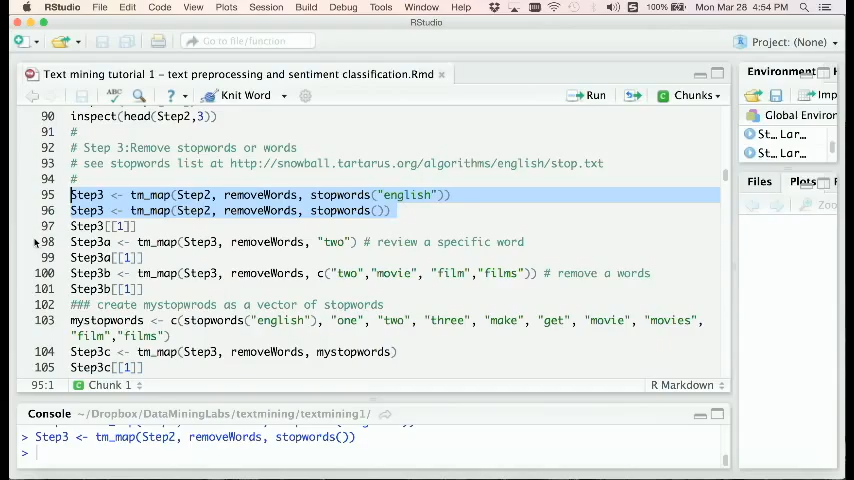 RStudio File Edit Code View Plots Session Build Debug Tools Window Help 100% Mon Mar 28 4:54 PM
RStudio
Go to file/function Project: (None)
Text mining tutorial 1 - text preprocessing and sentiment classification.Rmd
ABC ? Knit Word Run Chunks
90 inspect(head(Step2,3))
91 #
92 # Step 3:Remove stopwords or words
93 # see stopwords list at http://snowball.tartarus.org/algorithms/english/stop.txt
94 #
95 Step3 <- tm_map(Step2, removeWords, stopwords("english"))
96 Step3 <- tm_map(Step2, removeWords, stopwords())
97 Step3[[1]]
98 Step3a <- tm_map(Step3, removeWords, "two") # review a specific word
99 Step3a[[1]]
100 Step3b <- tm_map(Step3, removeWords, c("two","movie", "film","films")) # remove a words
101 Step3b[[1]]
102 ### create mystopwrods as a vector of stopwords
103 mystopwords <- c(stopwords("english"), "one", "two", "three", "make", "get", "movie", "movies",
"film","films")
104 Step3c <- tm_map(Step3, removeWords, mystopwords)
105 Step3c[[1]]
95:1 C Chunk 1 R Markdown
Console ~/Dropbox/DataMiningLabs/textmining/textmining1/
> Step3 <- tm_map(Step2, removeWords, stopwords())
>
Environment
Imp
Global Environ
St... Lar...
St... Lar...
Files Plots
Zoo